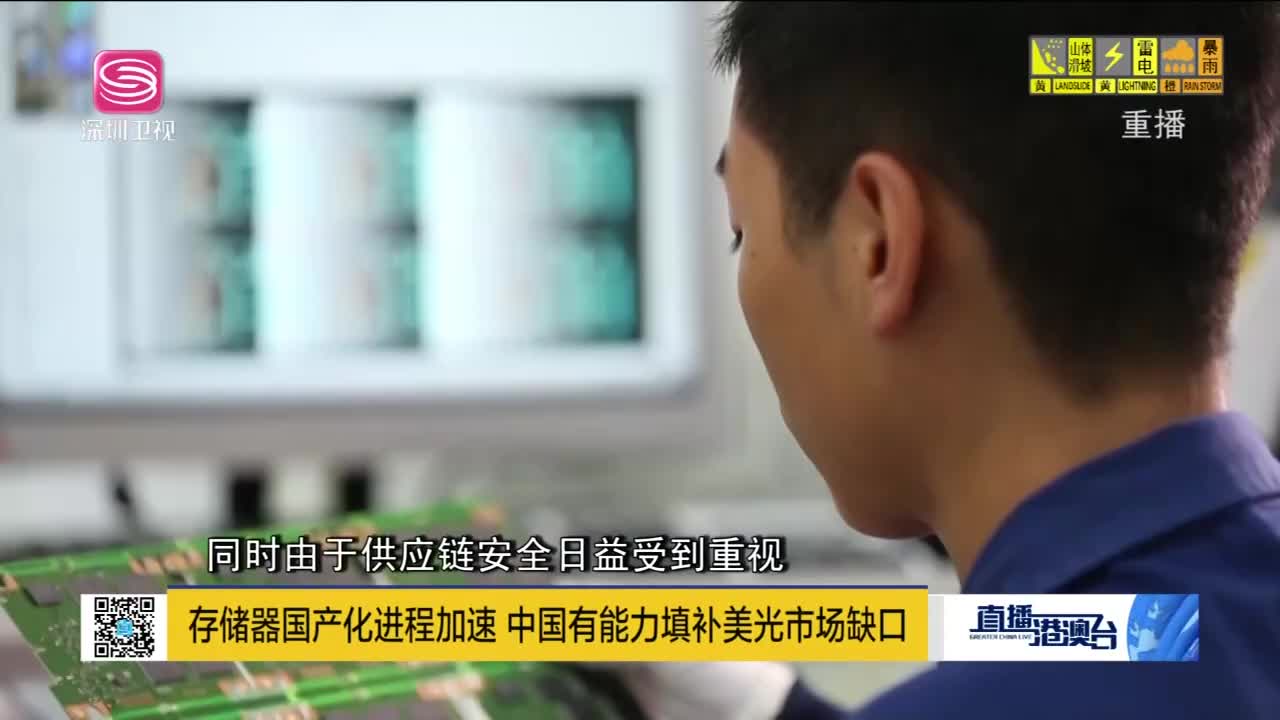 深圳卫视
山体滑坡
雷电
暴雨
黄 LANDSLIDE
黄 LIGHTNING
橙 RAIN STORM
重播
同时由于供应链安全日益受到重视
存储器国产化进程加速 中国有能力填补美光市场缺口
直播港澳台
GREATER CHINA LIVE